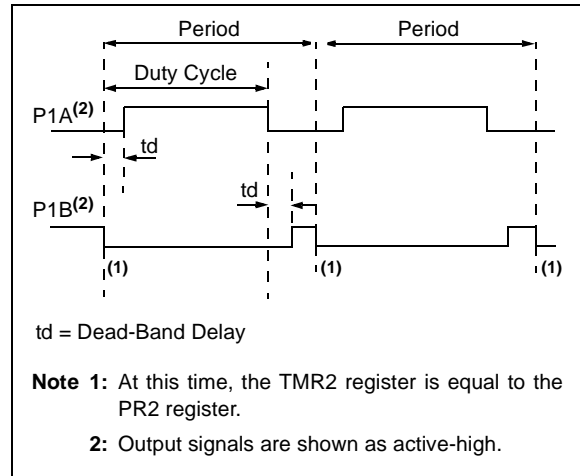 Period Period
Duty Cycle
P1A(2)
td
td
P1B(2)
(1) (1) (1)
td = Dead-Band Delay
Note 1: At this time, the TMR2 register is equal to the
PR2 register.
2: Output signals are shown as active-high.